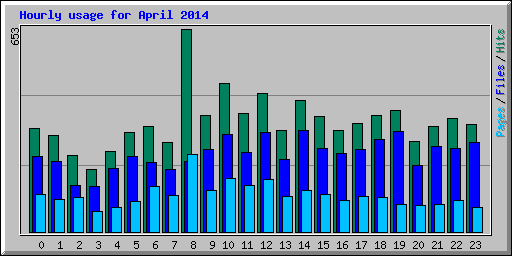 Hourly usage for April 2014
653
Pages / Files / Hits
0 1 2 3 4 5 6 7 8 9 10 11 12 13 14 15 16 17 18 19 20 21 22 23